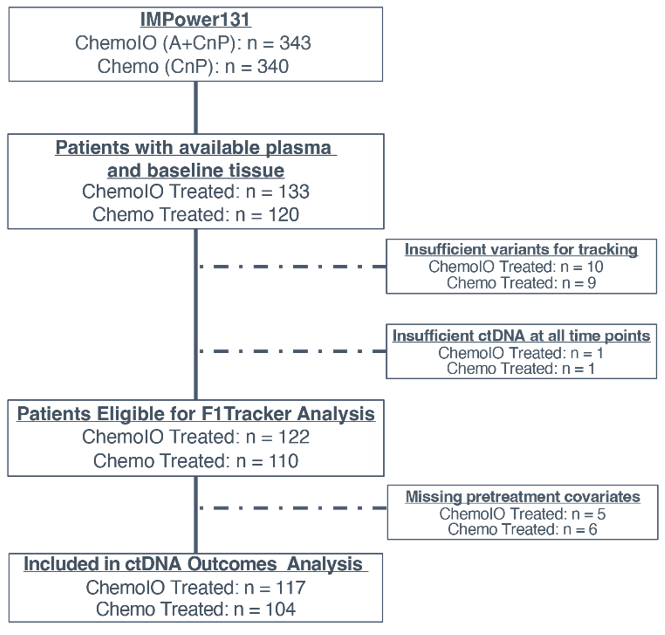 IMPower131
ChemoIO (A+CnP): n = 343
Chemo (CnP): n = 340
Patients with available plasma
and baseline tissue
ChemoIO Treated: n = 133
Chemo Treated: n = 120
Insufficient variants for tracking
ChemoIO Treated: n = 10
Chemo Treated: n = 9
Insufficient ctDNA at all time points
ChemoIO Treated: n = 1
Chemo Treated: n = 1
Patients Eligible for F1Tracker Analysis
ChemoIO Treated: n = 122
Chemo Treated: n = 110
Missing pretreatment covariates
ChemoIO Treated: n = 5
Chemo Treated: n = 6
Included in ctDNA Outcomes Analysis
ChemoIO Treated: n = 117
Chemo Treated: n = 104